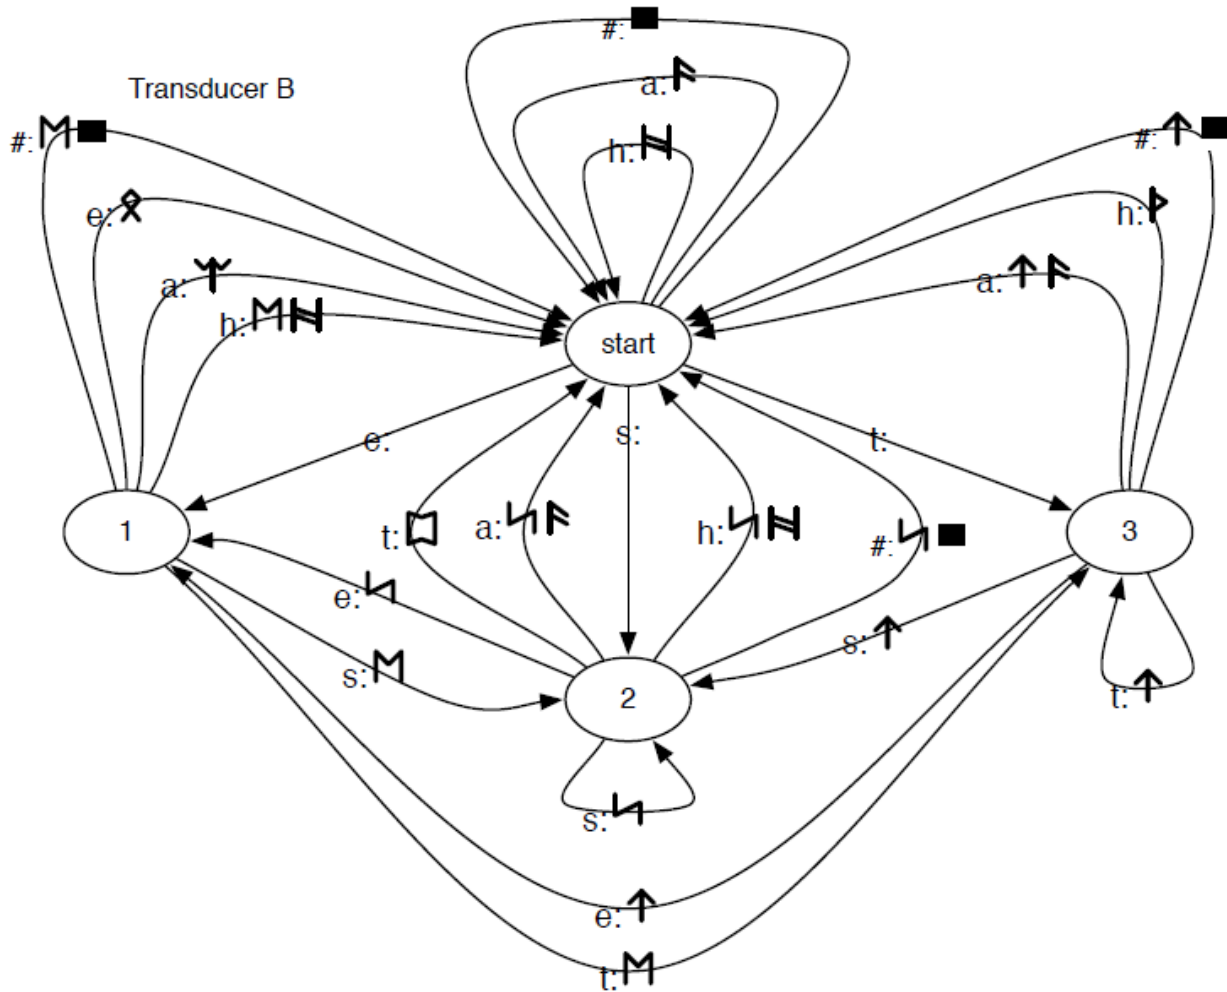 #: ■
Transducer B
a: ᚨ
#: ᛖ ■
#: ↑ ■
h: ᚻ
e: ᛟ
h: ᚦ
a: ᛠ
a: ↑ ᚨ
h: ᛖ ᚻ
start
e:
s:
t:
1
t: ᛥ
a: ᛋ ᚨ
h: ᛋ ᚻ
#: ᛋ ■
3
e: ᛋ
s: ᛖ
s: ↑
2
t: ↑
s: ᛋ
e: ↑
t: ᛖ